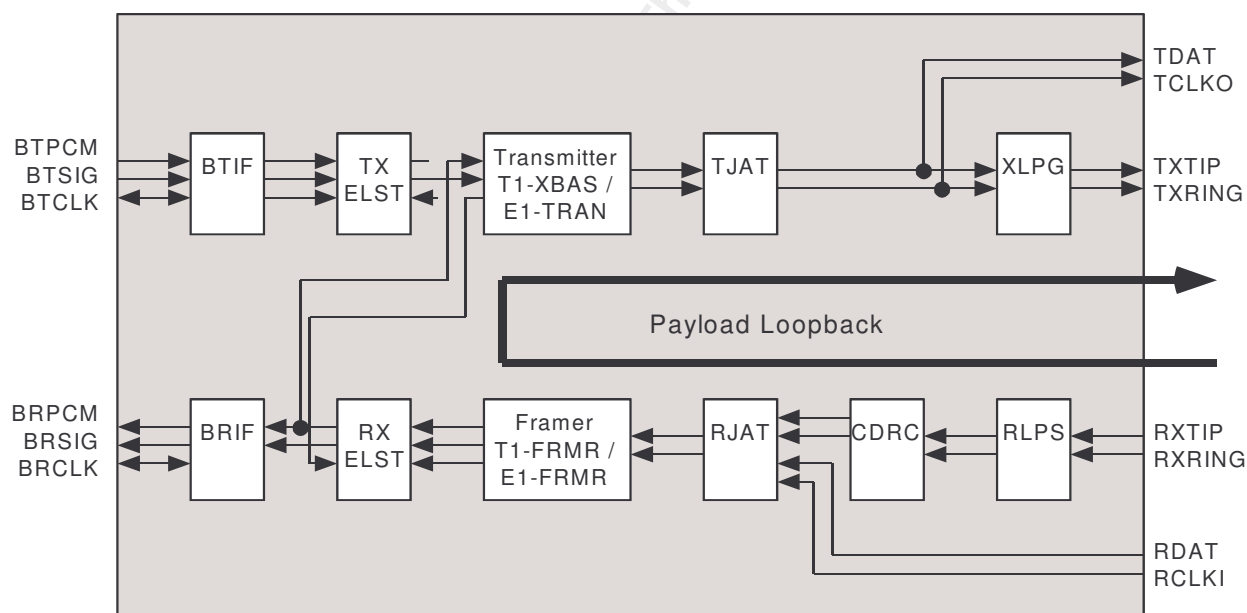 TDAT
TCLKO
BTPCM
BTSIG
BTCLK
BTIF
TX
ELST
Transmitter
T1-XBAS /
E1-TRAN
TJAT
XLPG
TXTIP
TXRING
Payload Loopback
BRPCM
BRSIG
BRCLK
BRIF
RX
ELST
Framer
T1-FRMR /
E1-FRMR
RJAT
CDRC
RLPS
RXTIP
RXRING
RDAT
RCLKI